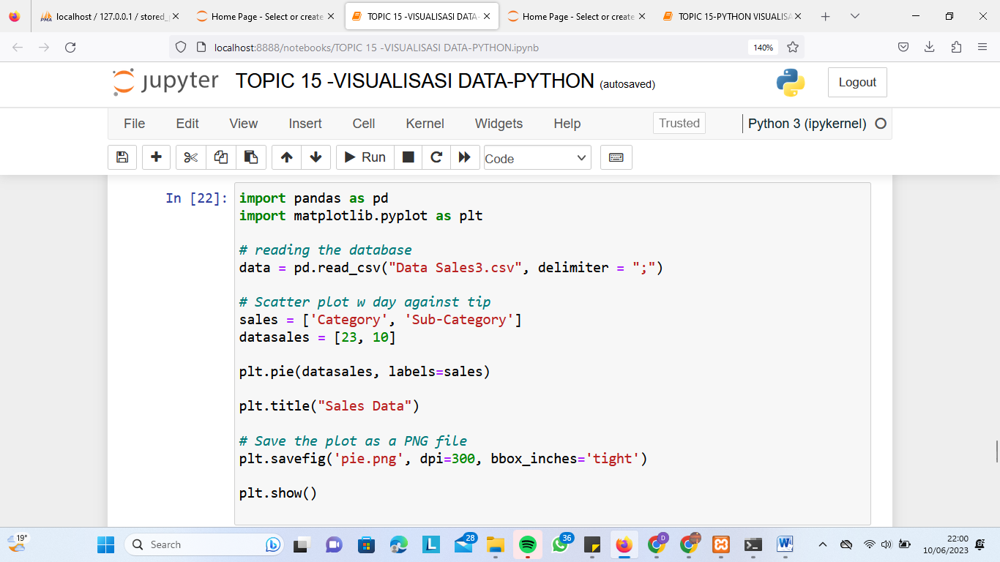 localhost / 127.0.0.1 / stored_
Home Page - Select or create
TOPIC 15 -VISUALISASI DATA-
Home Page - Select or create
TOPIC 15-PYTHON VISUALISA
localhost:8888/notebooks/TOPIC 15 -VISUALISASI DATA-PYTHON.ipynb
140%
jupyter TOPIC 15 -VISUALISASI DATA-PYTHON (autosaved)
Logout
File Edit View Insert Cell Kernel Widgets Help
Trusted
Python 3 (ipykernel)
Run
Code
In [22]:
import pandas as pd
import matplotlib.pyplot as plt
# reading the database
data = pd.read_csv("Data Sales3.csv", delimiter = ";")
# Scatter plot w day against tip
sales = ['Category', 'Sub-Category']
datasales = [23, 10]
plt.pie(datasales, labels=sales)
plt.title("Sales Data")
# Save the plot as a PNG file
plt.savefig('pie.png', dpi=300, bbox_inches='tight')
plt.show()
19°
Search
L
28
36
D
W
22:00
10/06/2023